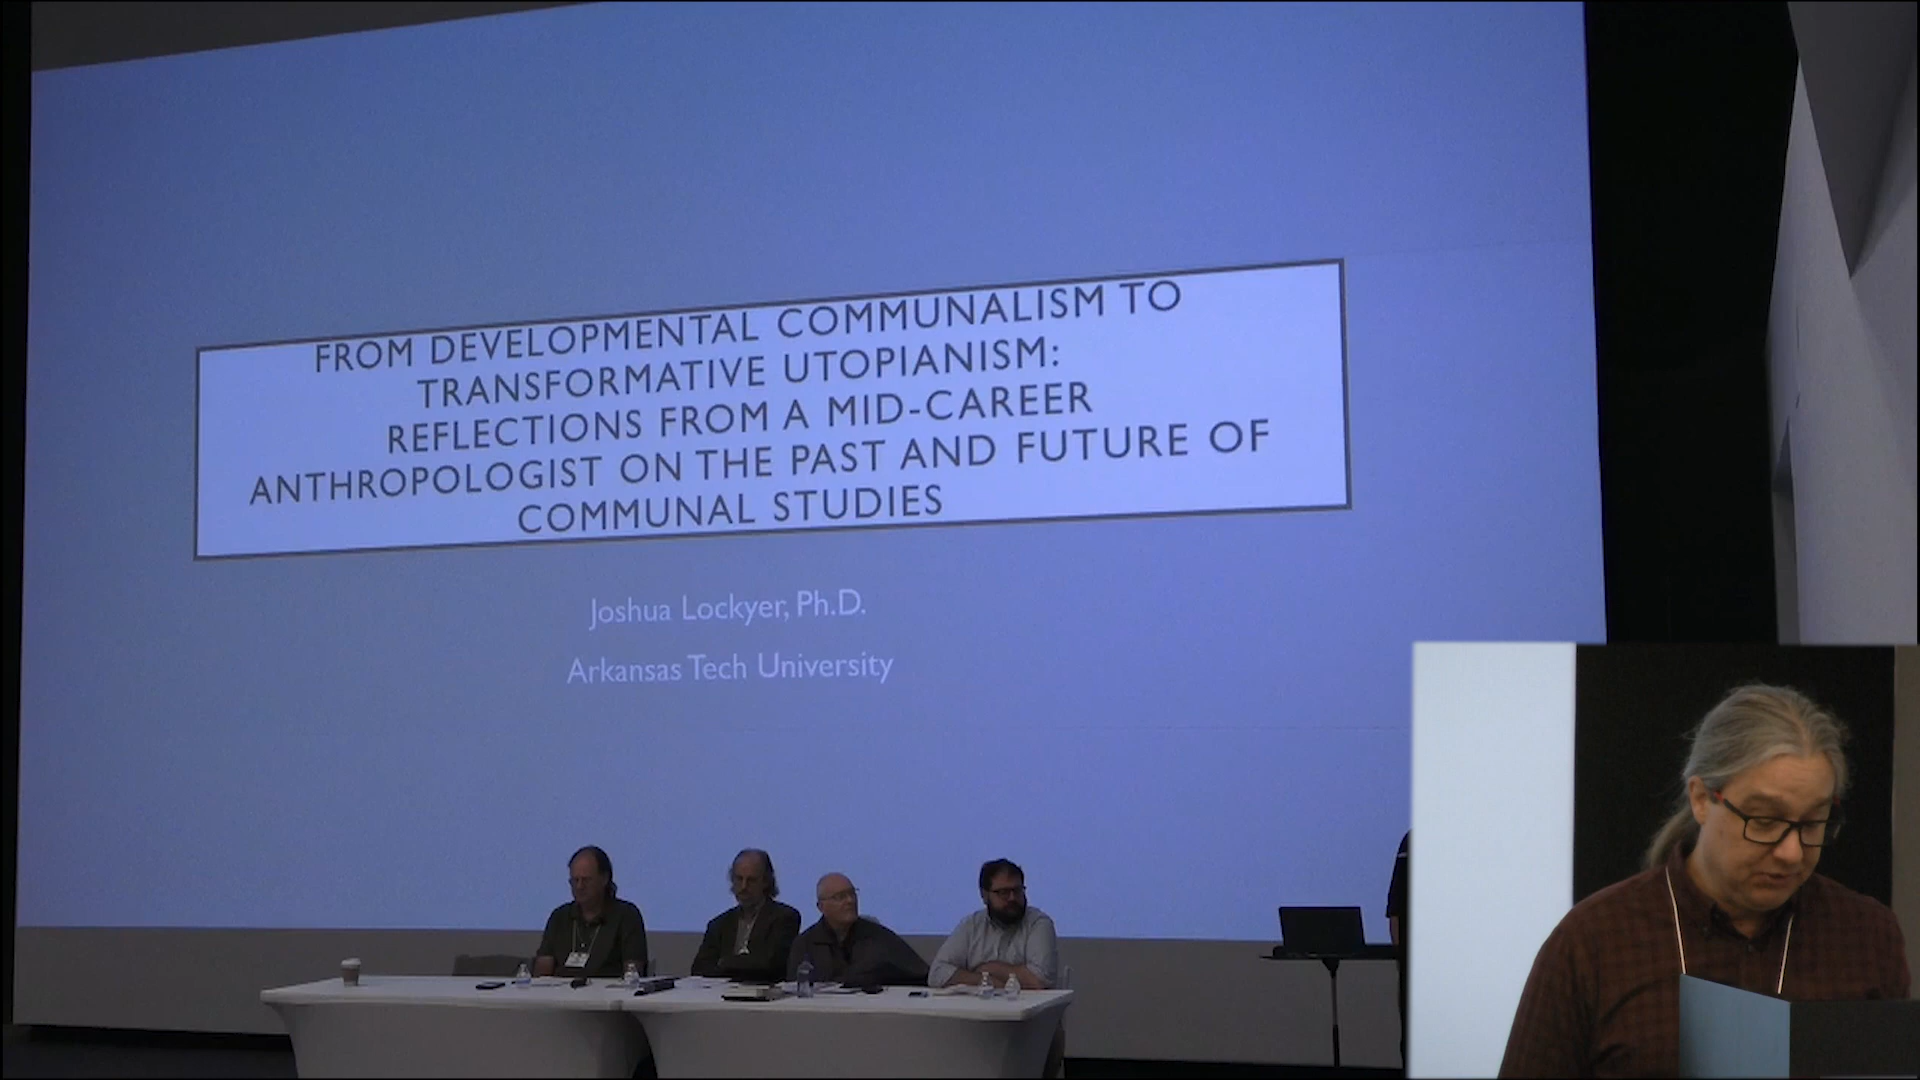 FROM DEVELOPMENTAL COMMUNALISM TO
TRANSFORMATIVE UTOPIANISM:
REFLECTIONS FROM A MID-CAREER
ANTHROPOLOGIST ON THE PAST AND FUTURE OF
COMMUNAL STUDIES
Joshua Lockyer, Ph.D.
Arkansas Tech University